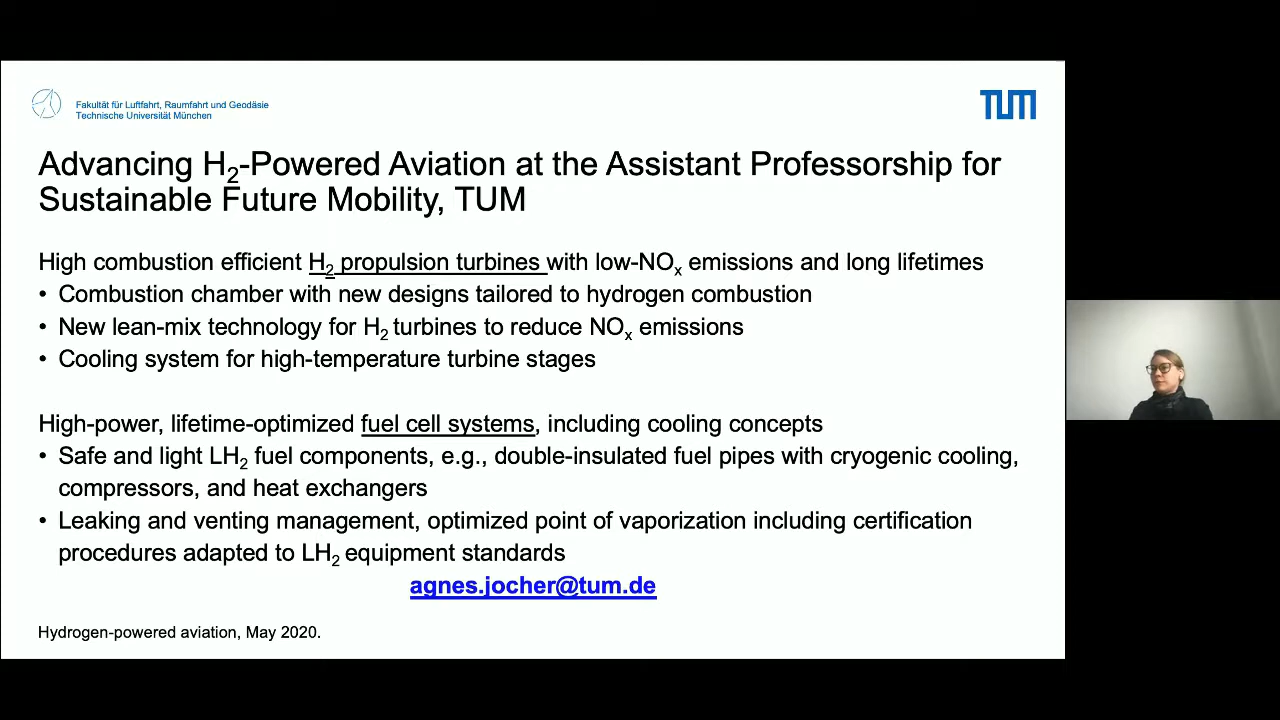 Fakultät für Luftfahrt, Raumfahrt und Geodäsie
Technische Universität München
TUM
Advancing H2-Powered Aviation at the Assistant Professorship for
Sustainable Future Mobility, TUM
High combustion efficient H2 propulsion turbines with low-NOx emissions and long lifetimes
• Combustion chamber with new designs tailored to hydrogen combustion
• New lean-mix technology for H2 turbines to reduce NOx emissions
• Cooling system for high-temperature turbine stages
High-power, lifetime-optimized fuel cell systems, including cooling concepts
• Safe and light LH2 fuel components, e.g., double-insulated fuel pipes with cryogenic cooling,
compressors, and heat exchangers
• Leaking and venting management, optimized point of vaporization including certification
procedures adapted to LH2 equipment standards
agnes.jocher@tum.de
Hydrogen-powered aviation, May 2020.